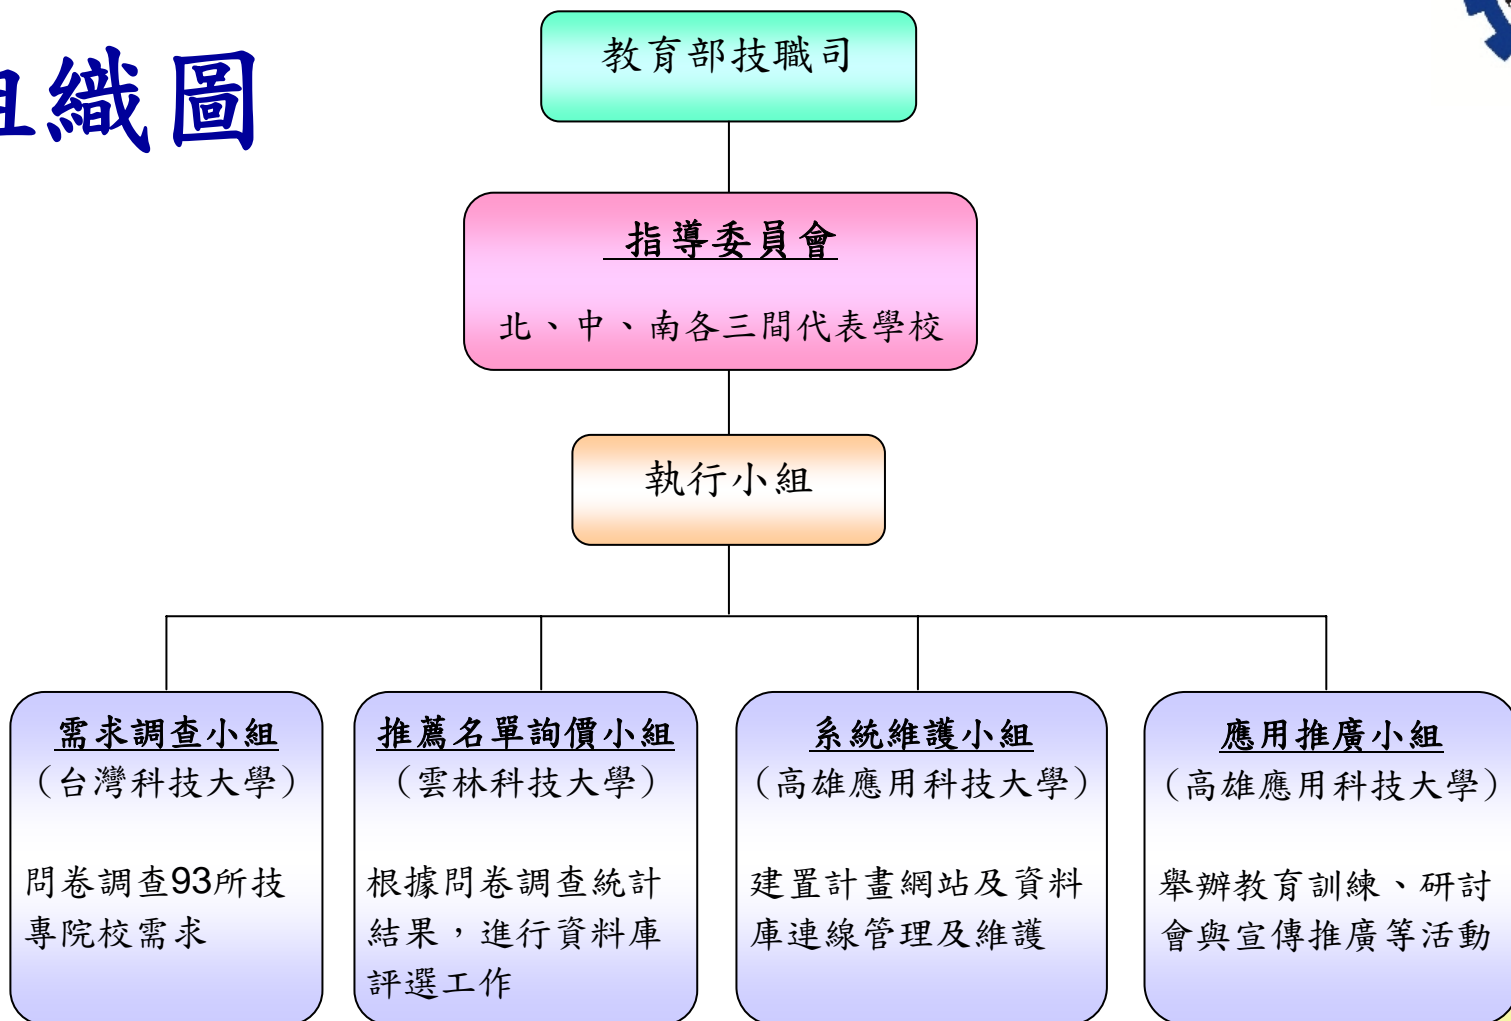 組織圖
教育部技職司
指導委員會
北、中、南各三間代表學校
執行小組
需求調查小組
（台灣科技大學）
問卷調查93所技
專院校需求
推薦名單詢價小組
（雲林科技大學）
根據問卷調查統計
結果，進行資料庫
評選工作
系統維護小組
（高雄應用科技大學）
建置計畫網站及資料
庫連線管理及維護
應用推廣小組
（高雄應用科技大學）
舉辦教育訓練、研討
會與宣傳推廣等活動